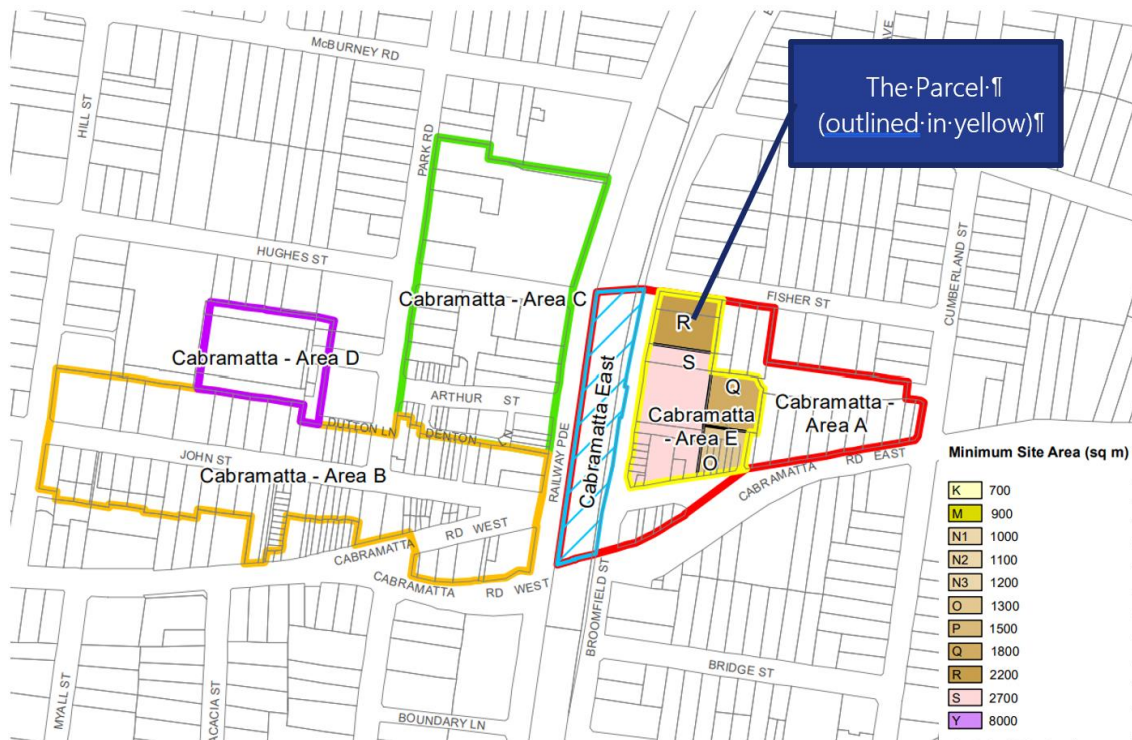 McBURNEY RD
HILL ST
PARK RD
AVE
The·Parcel·¶
(outlined·in·yellow)¶
CUMBERLAND ST
HUGHES ST
FISHER ST
Cabramatta - Area C
R
S
Cabramatta - Area D
Q
ARTHUR ST
Cabramatta East
Cabramatta
- Area E
O
Cabramatta -
Area A
DUTTON LN
DENTON LN
RAILWAY PDE
JOHN ST
Cabramatta - Area B
CABRAMATTA RD EAST
CABRAMATTA RD WEST
CABRAMATTA RD WEST
BROOMFIELD ST
BRIDGE ST
MYALL ST
ACACIA ST
BOUNDARY LN
Minimum Site Area (sq m)
K 700
M 900
N1 1000
N2 1100
N3 1200
O 1300
P 1500
Q 1800
R 2200
S 2700
Y 8000